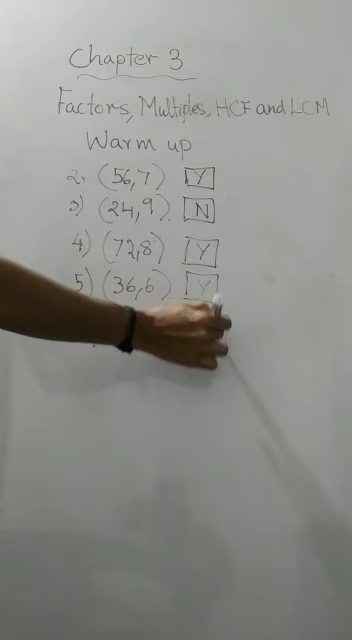 Chapter 3
Factors, Multiples, HCF and LCM
Warm up
2. (56,7) Y
3) (24,9). N
4) (72,8) Y
5) (36,6) Y